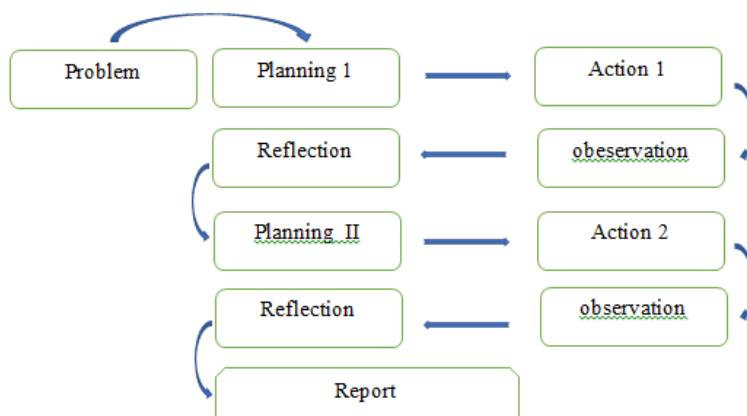 Problem
Planning 1
Action 1
Reflection
obeservation
Planning II
Action 2
Reflection
observation
Report